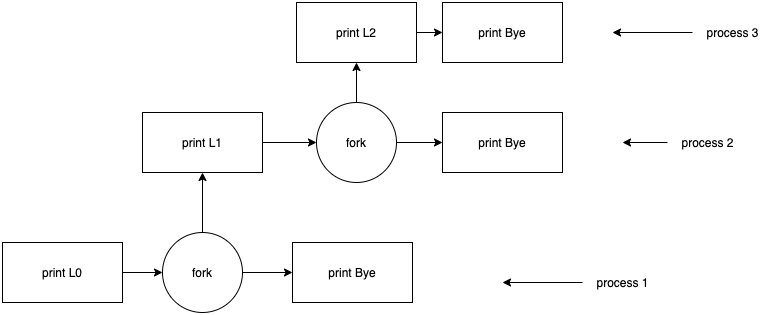 print L2
print Bye
process 3
print L1
fork
print Bye
process 2
print L0
fork
print Bye
process 1